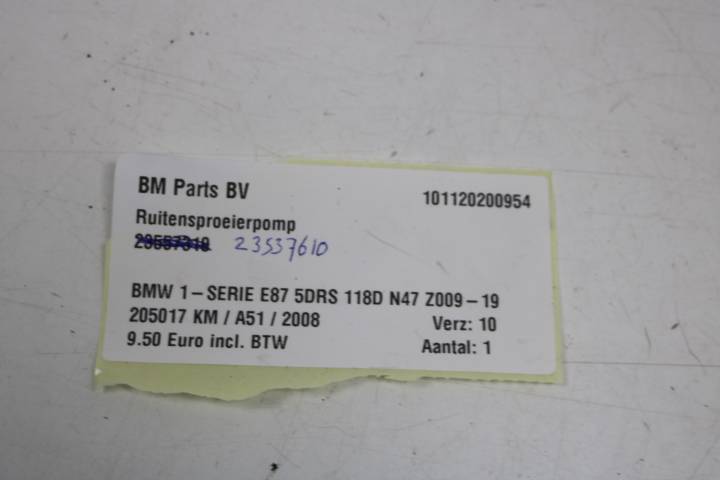 BM Parts BV 101120200954
Ruitensproeierpomp
23537610
BMW 1-SERIE E87 5DRS 118D N47 Z009-19
205017 KM / A51 / 2008 Verz: 10
9.50 Euro incl. BTW Aantal: 1